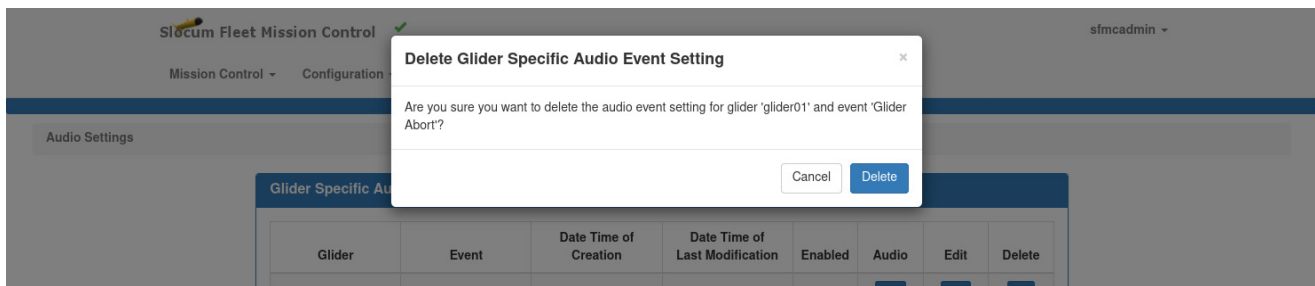 Slocum Fleet Mission Control
sfmcadmin
Mission Control
Configuration
Delete Glider Specific Audio Event Setting
×
Are you sure you want to delete the audio event setting for glider 'glider01' and event 'Glider
Abort'?
Cancel
Delete
Audio Settings
Glider Specific Au
Glider
Event
Date Time of
Creation
Date Time of
Last Modification
Enabled
Audio
Edit
Delete